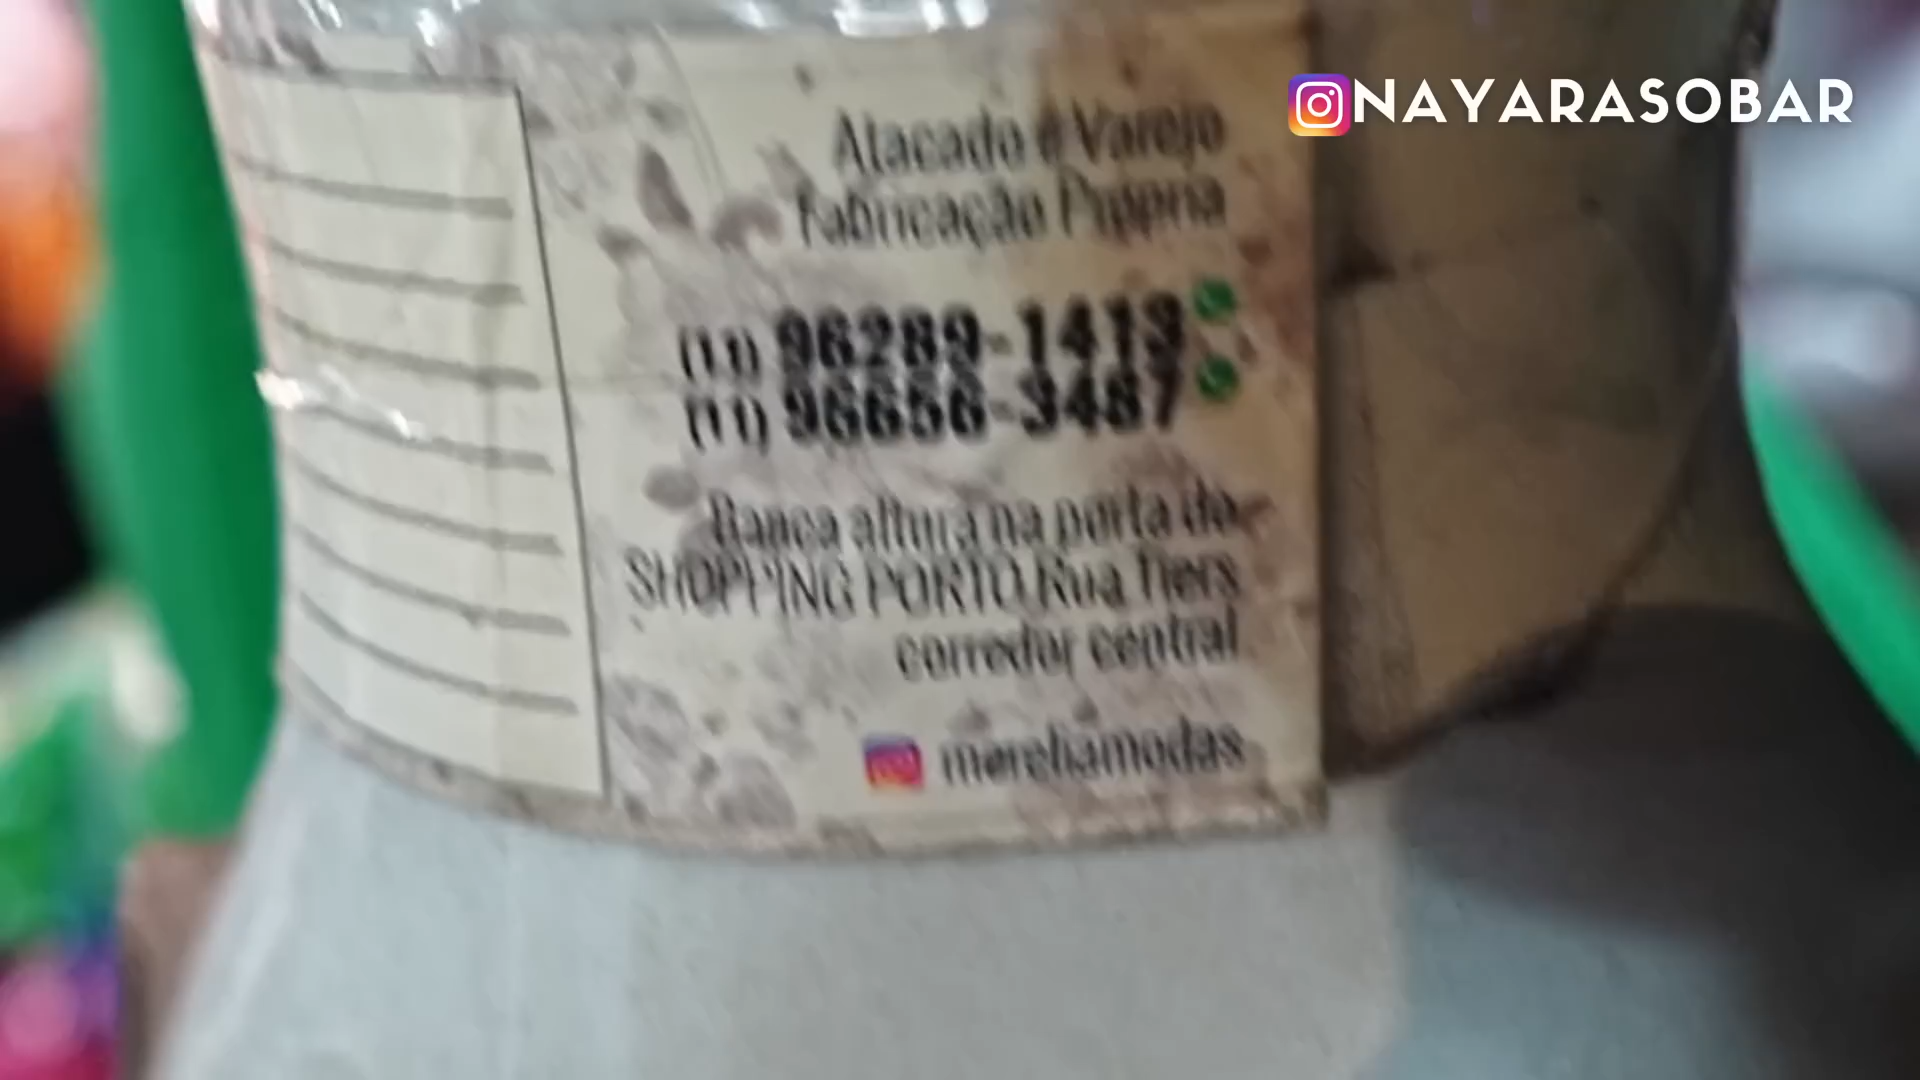 NAYARASOBAR
Atacado e Varejo
Fabricação Própria
(11) 96289-1413
(11) 96656-3487
Banca altura na porta do
SHOPPING PORTO Rua Tiers
corredor central
mereliamodas